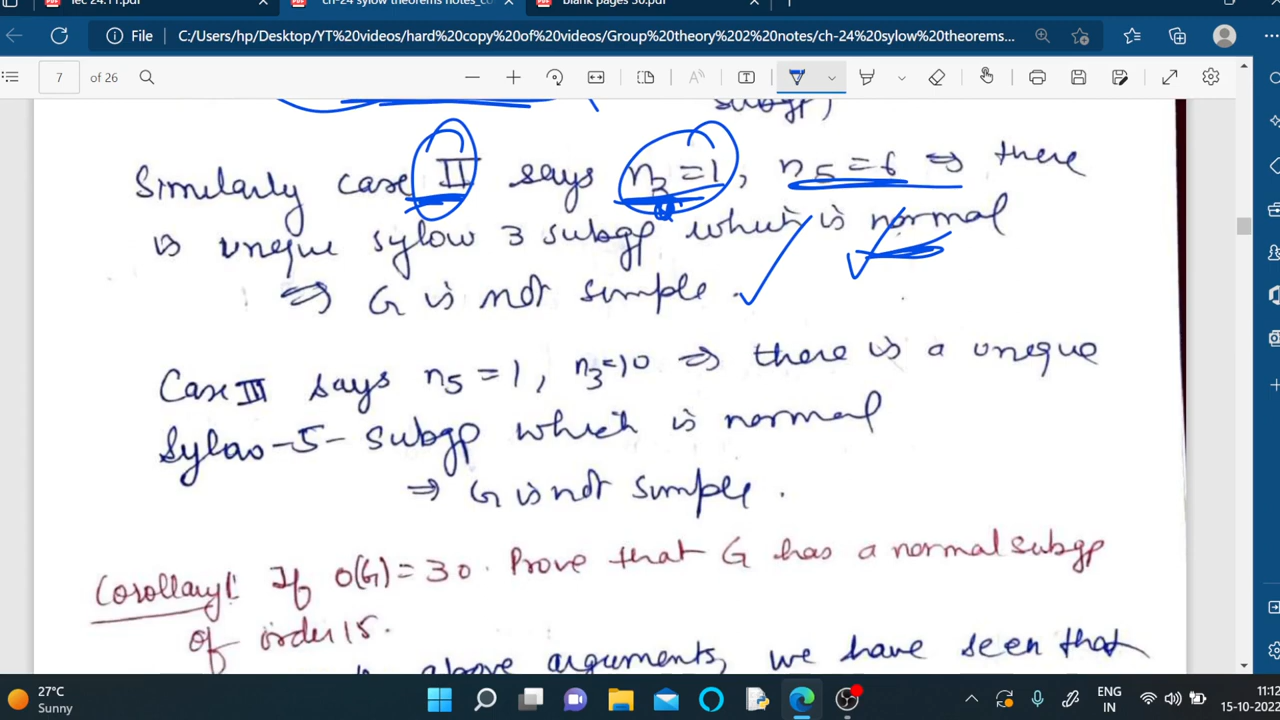 lec 24.11.pdf
ch-24 sylow theorems notes_co
blank pages 30.pdf
File
C:/Users/hp/Desktop/YT%20videos/hard%20copy%20of%20videos/Group%20theory%202%20notes/ch-24%20sylow%20theorems...
7 of 26
subgp)
Similarly case II says n3 = 1, n5 = 6 ⇒ there
is unique sylow 3 subgp which is normal
⇒ G is not simple.
Case III says n5 = 1, n3=10 ⇒ there is a unique
Sylow-5- subgp which is normal
⇒ G is not simple.
Corollary: If O(G) = 30. Prove that G has a normal subgp
of order 15.
above arguments, we have seen that
27°C
Sunny
ENG
IN
11:12
15-10-2022